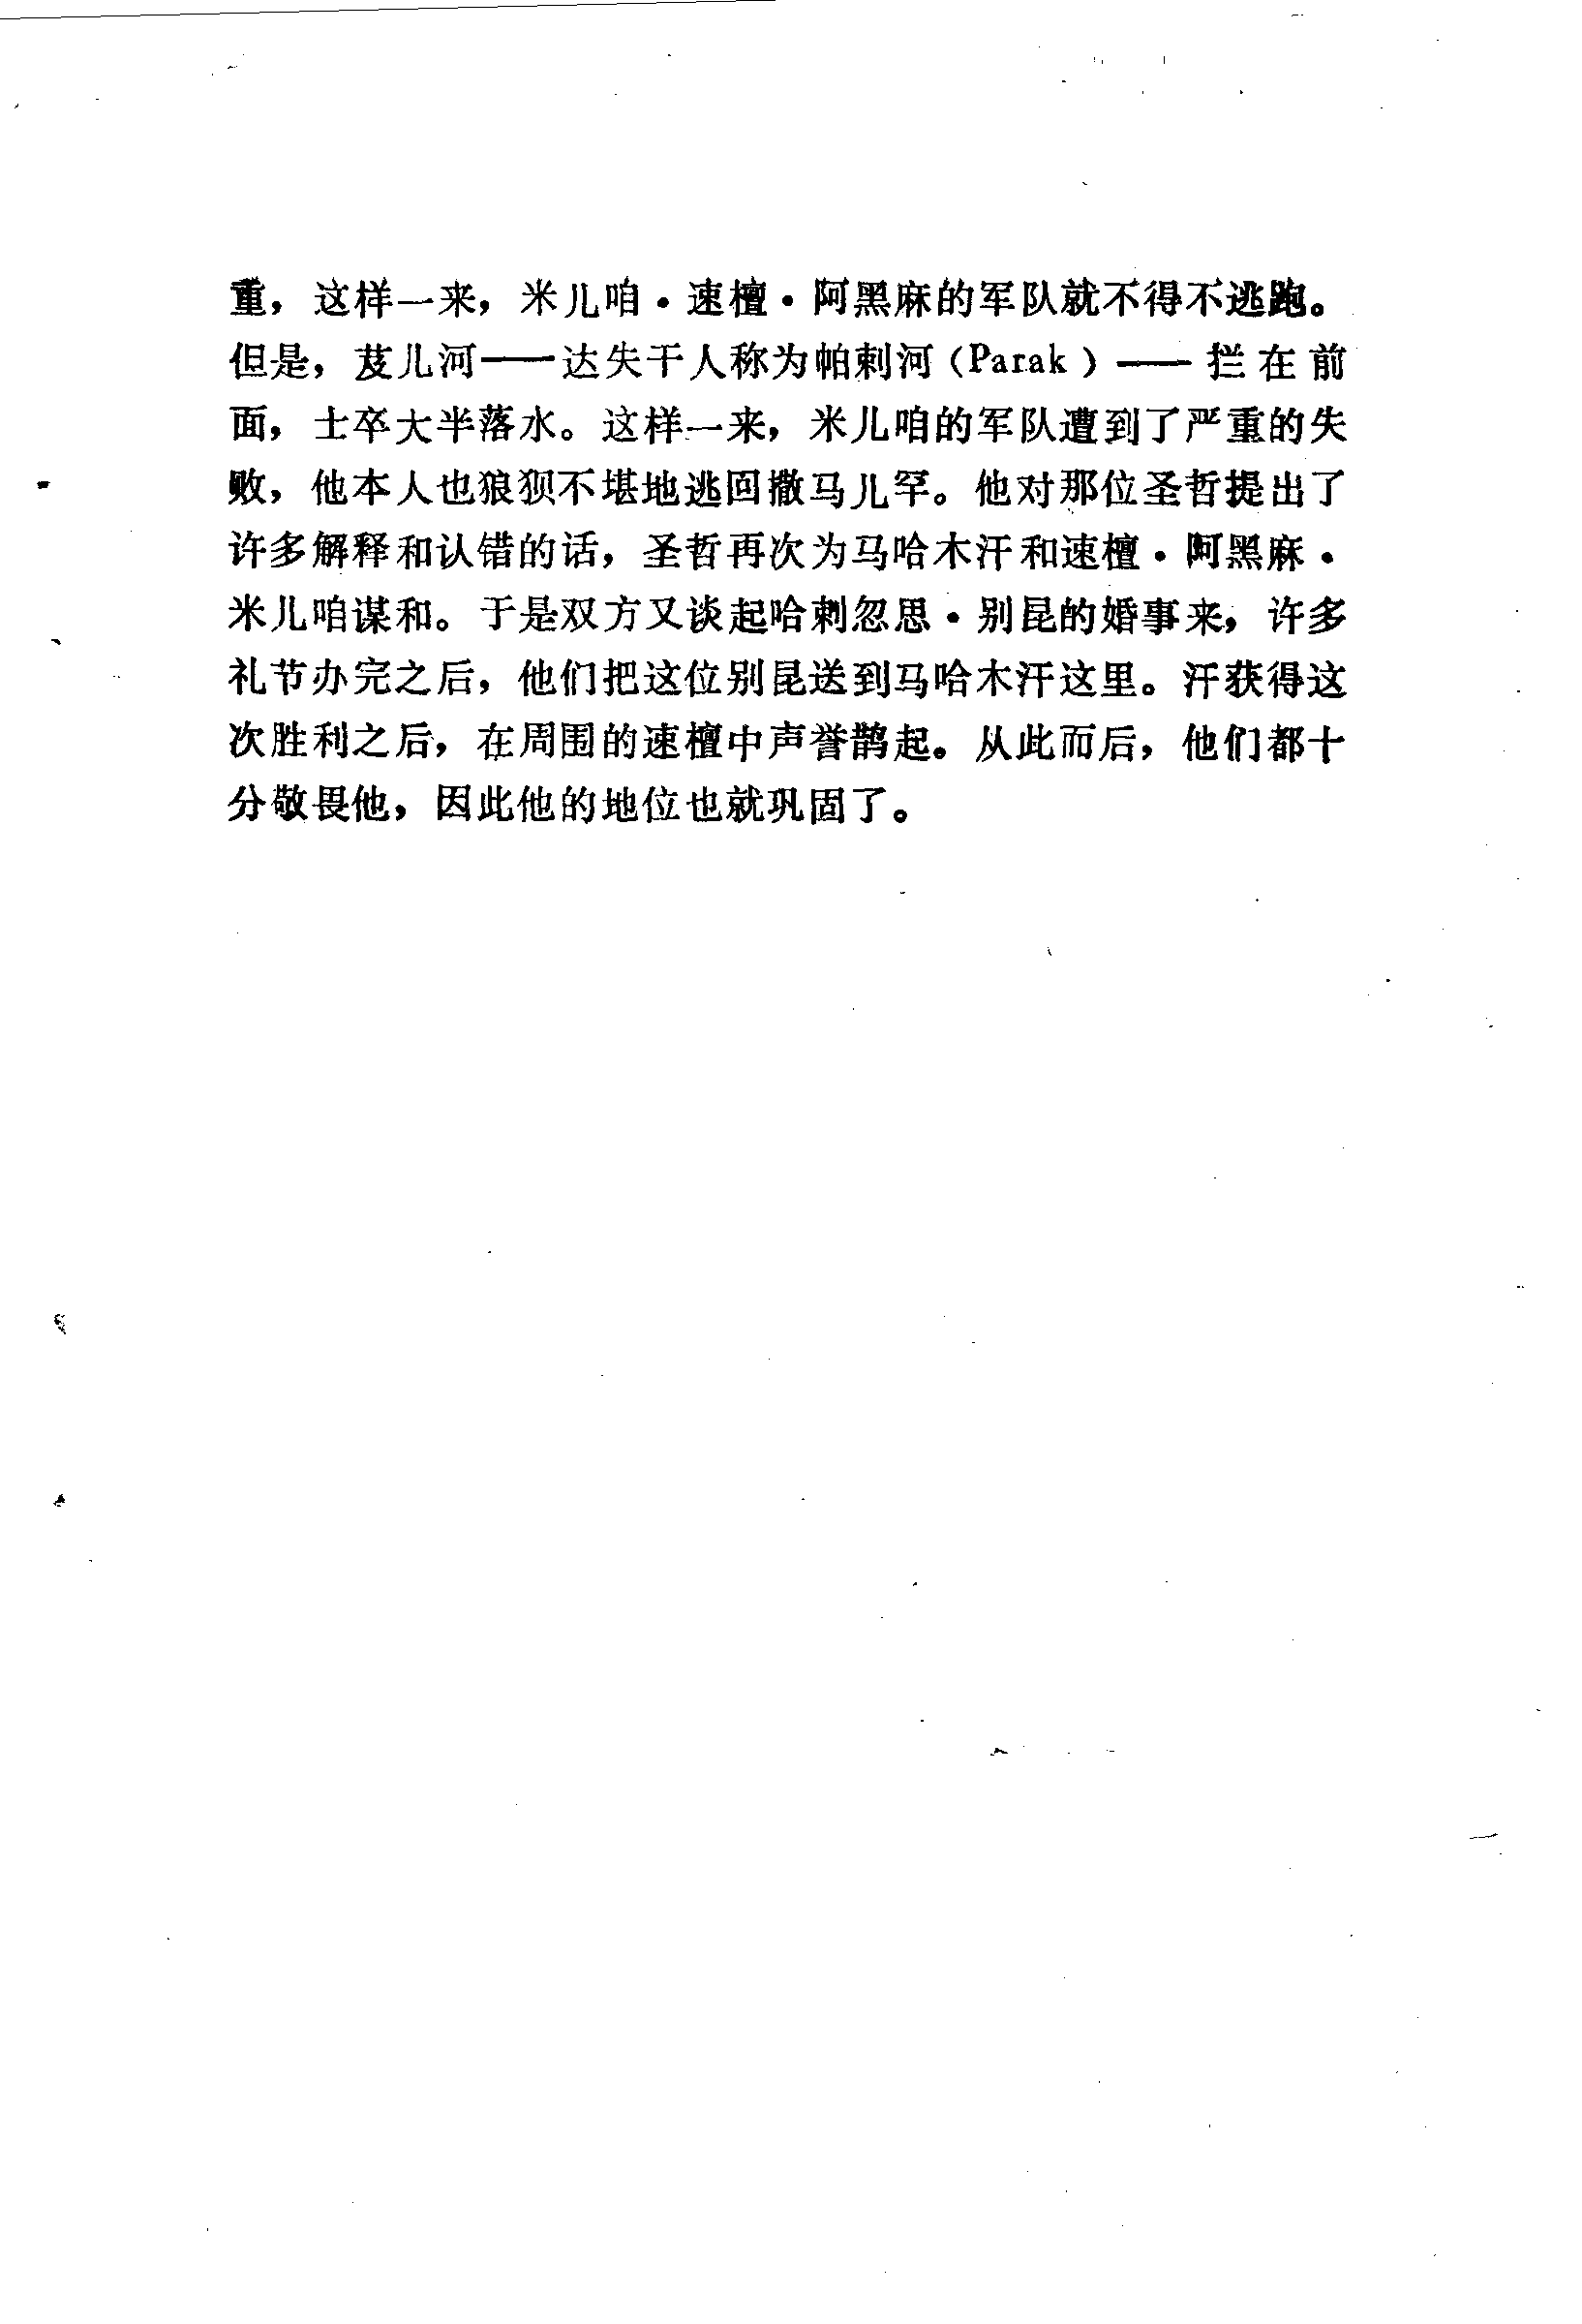 重，这样一来，米儿咱·速檀·阿黑麻的军队就不得不逃跑。
但是，芨儿河——达失干人称为帕剌河（Parak）——拦在前
面，士卒大半落水。这样一来，米儿咱的军队遭到了严重的失
败，他本人也狼狈不堪地逃回撒马儿罕。他对那位圣哲提出了
许多解释和认错的话，圣哲再次为马哈木汗和速檀·阿黑麻·
米儿咱谋和。于是双方又谈起哈剌忽思·别昆的婚事来，许多
礼节办完之后，他们把这位别昆送到马哈木汗这里。汗获得这
次胜利之后，在周围的速檀中声誉鹊起。从此而后，他们都十
分敬畏他，因此他的地位也就巩固了。